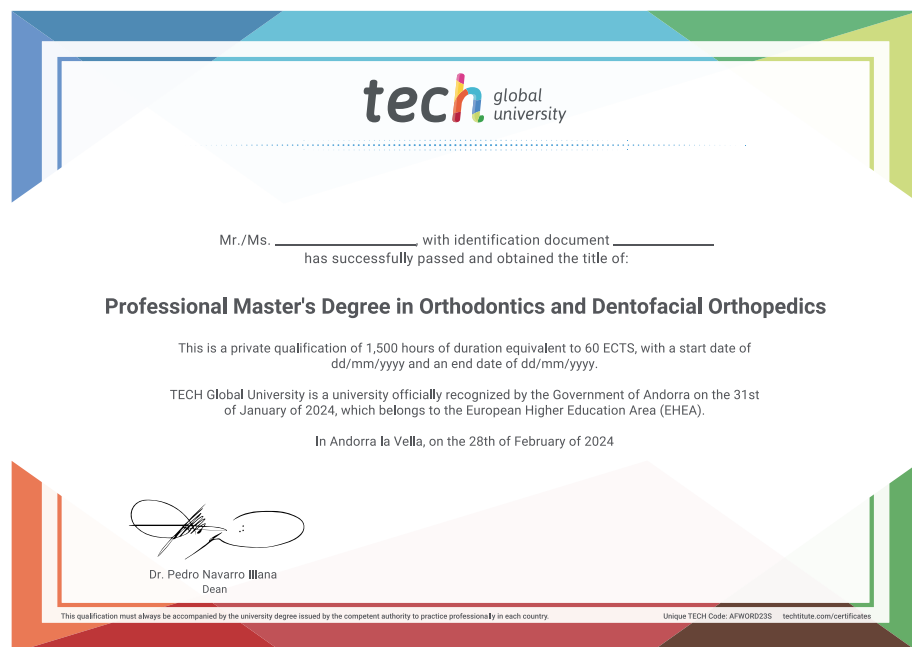 tech global
university
Mr./Ms. ____________, with identification document ____________
has successfully passed and obtained the title of:
Professional Master's Degree in Orthodontics and Dentofacial Orthopedics
This is a private qualification of 1,500 hours of duration equivalent to 60 ECTS, with a start date of
dd/mm/yyyy and an end date of dd/mm/yyyy.
TECH Global University is a university officially recognized by the Government of Andorra on the 31st
of January of 2024, which belongs to the European Higher Education Area (EHEA).
In Andorra la Vella, on the 28th of February of 2024
Dr. Pedro Navarro Illana
Dean
This qualification must always be accompanied by the university degree issued by the competent authority to practice professionally in each country. Unique TECH Code: AFWORD23S techtitute.com/certificates